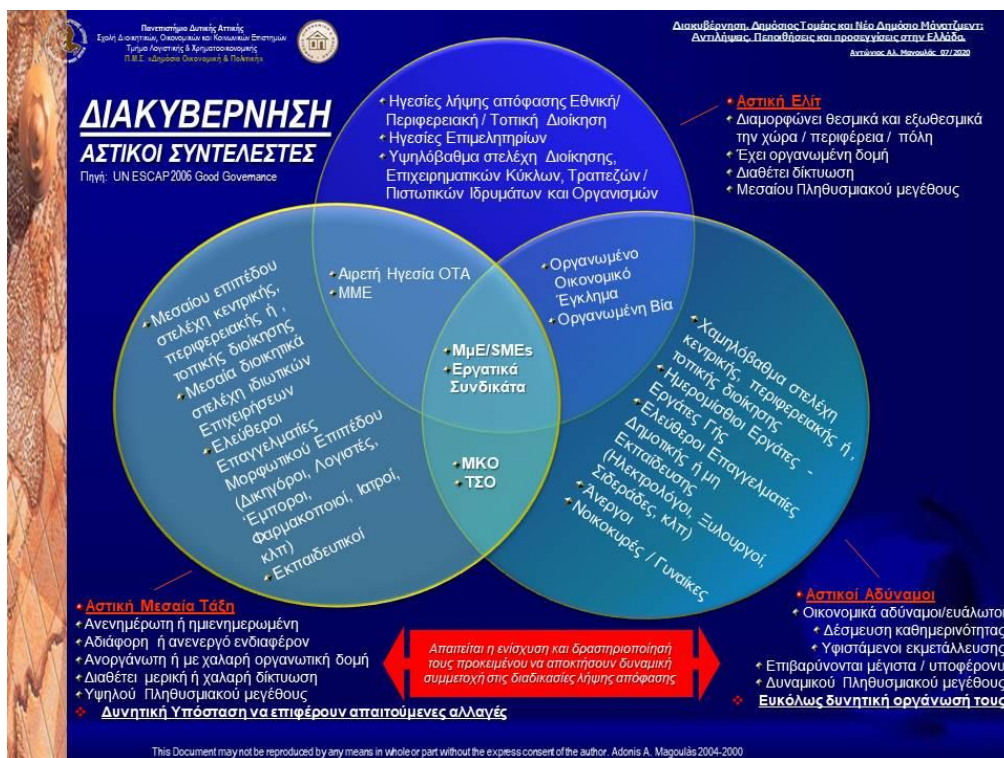 Πανεπιστήμιο Δυτικής Αττικής
Σχολή Διοικητικών, Οικονομικών και Κοινωνικών Επιστημών
Τμήμα Λογιστικής & Χρηματοοικονομικής
Π.Μ.Σ. «Δημόσια Οικονομική & Πολιτική»
Διακυβέρνηση, Δημόσιος Τομέας και Νέο Δημόσιο Μάνατζμεντ:
Αντιλήψεις, Πεποιθήσεις και προσεγγίσεις στην Ελλάδα.
Αντώνιος Αλ. Μαγουλάς 07/2020
ΔΙΑΚΥΒΕΡΝΗΣΗ
ΑΣΤΙΚΟΙ ΣΥΝΤΕΛΕΣΤΕΣ
Πηγή: UN ESCAP 2006 Good Governance
Ηγεσίες λήψης απόφασης Εθνική/
Περιφερειακή / Τοπική Διοίκηση
Ηγεσίες Επιμελητηρίων
Υψηλόβαθμα στελέχη Διοίκησης,
Επιχειρηματικών Κύκλων, Τραπεζών /
Πιστωτικών Ιδρυμάτων και Οργανισμών
Αστική Ελίτ
Διαμορφώνει θεσμικά και εξωθεσμικά
την χώρα / περιφέρεια / πόλη
Έχει οργανωμένη δομή
Διαθέτει δίκτυωση
Μεσαίου Πληθυσμιακού μεγέθους
Αιρετή Ηγεσία ΟΤΑ
ΜΜΕ
Οργανωμένο
Οικονομικό
Έγκλημα
Οργανωμένη Βία
ΜμΕ/SMEs
Εργατικά
Συνδικάτα
ΜΚΟ
ΤΣΟ
Μεσαίου επιπέδου
στελέχη κεντρικής,
περιφερειακής ή ,
τοπικής διοίκησης
Μεσαία διοικητικά
στελέχη ιδιωτικών
Επιχειρήσεων
Ελεύθεροι
Επαγγελματίες
Μορφωτικού Επιπέδου
(Δικηγόροι, Λογιστές,
Έμποροι,
Φαρμακοποιοί, Ιατροί,
κλπ)
Εκπαιδευτικοί
Χαμηλόβαθμα στελέχη
κεντρικής, περιφερειακής ή ,
τοπικής διοίκησης
Ημερομίσθιοι Εργάτες -
Εργάτες Γής
Ελεύθεροι Επαγγελματίες
Δημοτικής ή μη
Εκπαίδευσης
(Ηλεκτρολόγοι, Ξυλουργοί,
Σιδεράδες, κλπ)
Άνεργοι
Νοικοκυρές / Γυναίκες
Αστική Μεσαία Τάξη
Ανενημέρωτη ή ημιενημερωμένη
Αδιάφορη ή ανενεργό ενδιαφέρον
Ανοργάνωτη ή με χαλαρή οργανωτική δομή
Διαθέτει μερική ή χαλαρή δίκτυωση
Υψηλού Πληθυσμιακού μεγέθους
Δυνητική Υπόσταση να επιφέρουν απαιτούμενες αλλαγές
Απαιτείται η ενίσχυση και δραστηριοποίησή
τους προκειμένου να αποκτήσουν δυναμική
συμμετοχή στις διαδικασίες λήψης απόφασης
Αστικοί Αδύναμοι
Οικονομικά αδύναμοι/ευάλωτοι
Δέσμευση καθημερινότητας
Υφιστάμενοι εκμετάλλευσης
Επιβαρύνονται μέγιστα / υποφέρουν
Δυναμικού Πληθυσμιακού μεγέθους
Ευκόλως δυνητική οργάνωσή τους
This Document may not be reproduced by any means in whole or part without the express consent of the author. Adonis A. Magoulàs 2004-2000